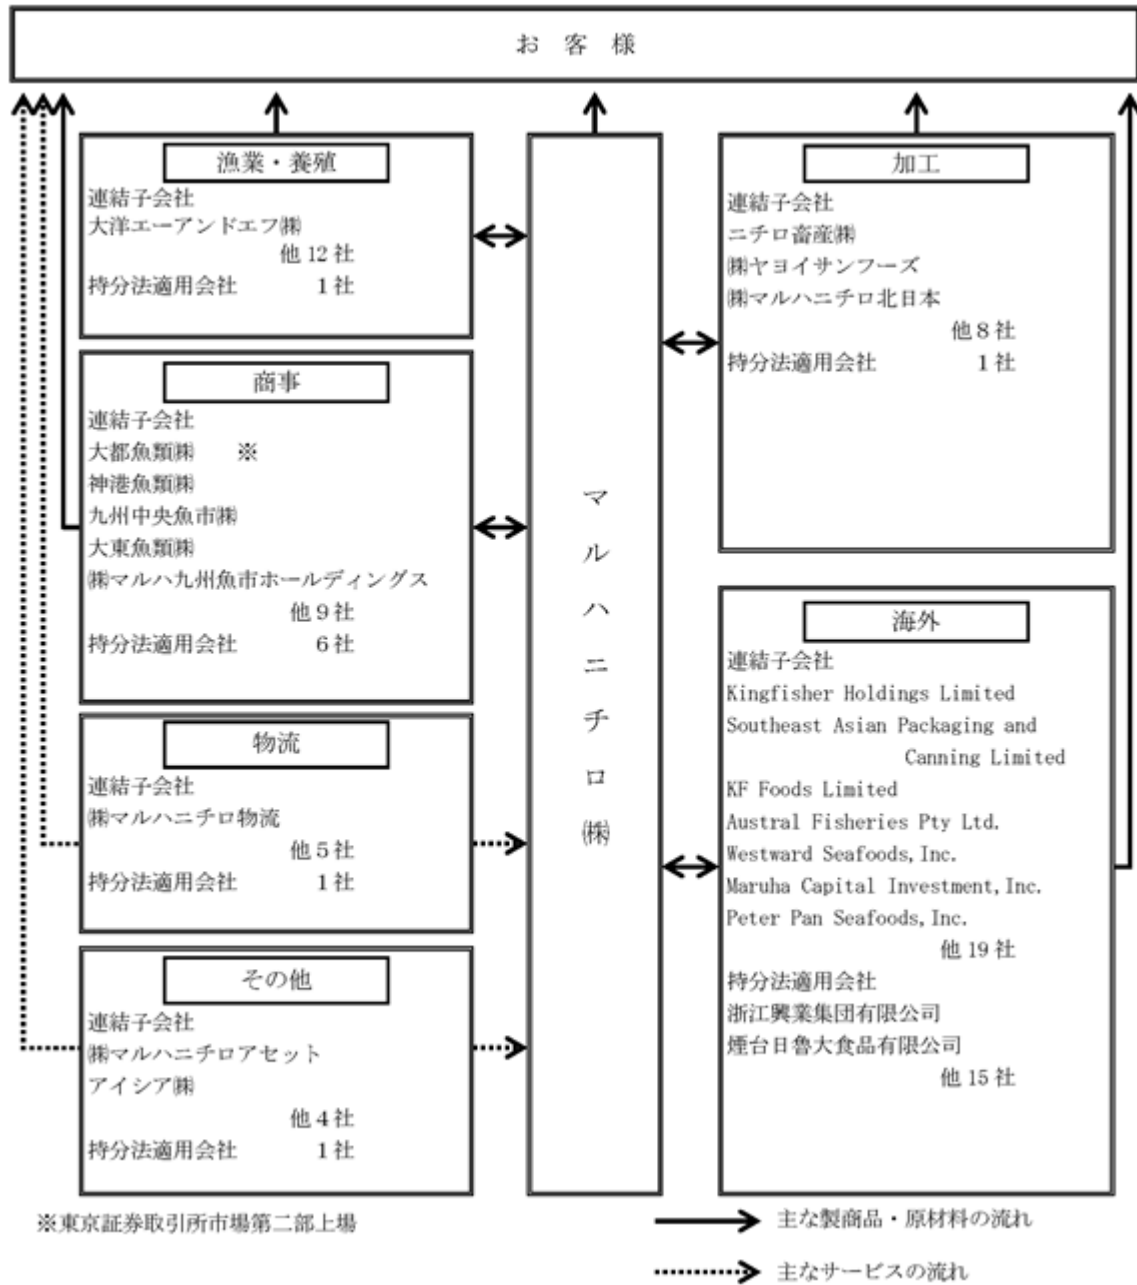 お客様
漁業・養殖
連結子会社
大洋エーアンドエフ㈱
他12社
持分法適用会社 1社
商事
連結子会社
大都魚類㈱ ※
神港魚類㈱
九州中央魚市㈱
大東魚類㈱
㈱マルハ九州魚市ホールディングス
他9社
持分法適用会社 6社
物流
連結子会社
㈱マルハニチロ物流
他5社
持分法適用会社 1社
その他
連結子会社
㈱マルハニチロアセット
アイシア㈱
他4社
持分法適用会社 1社
マルハニチロ㈱
加工
連結子会社
ニチロ畜産㈱
㈱ヤヨイサンフーズ
㈱マルハニチロ北日本
他8社
持分法適用会社 1社
海外
連結子会社
Kingfisher Holdings Limited
Southeast Asian Packaging and
Canning Limited
KF Foods Limited
Austral Fisheries Pty Ltd.
Westward Seafoods,Inc.
Maruha Capital Investment,Inc.
Peter Pan Seafoods,Inc.
他19社
持分法適用会社
浙江興業集団有限公司
煙台日魯大食品有限公司
他15社
※東京証券取引所市場第二部上場
主な製商品・原材料の流れ
主なサービスの流れ